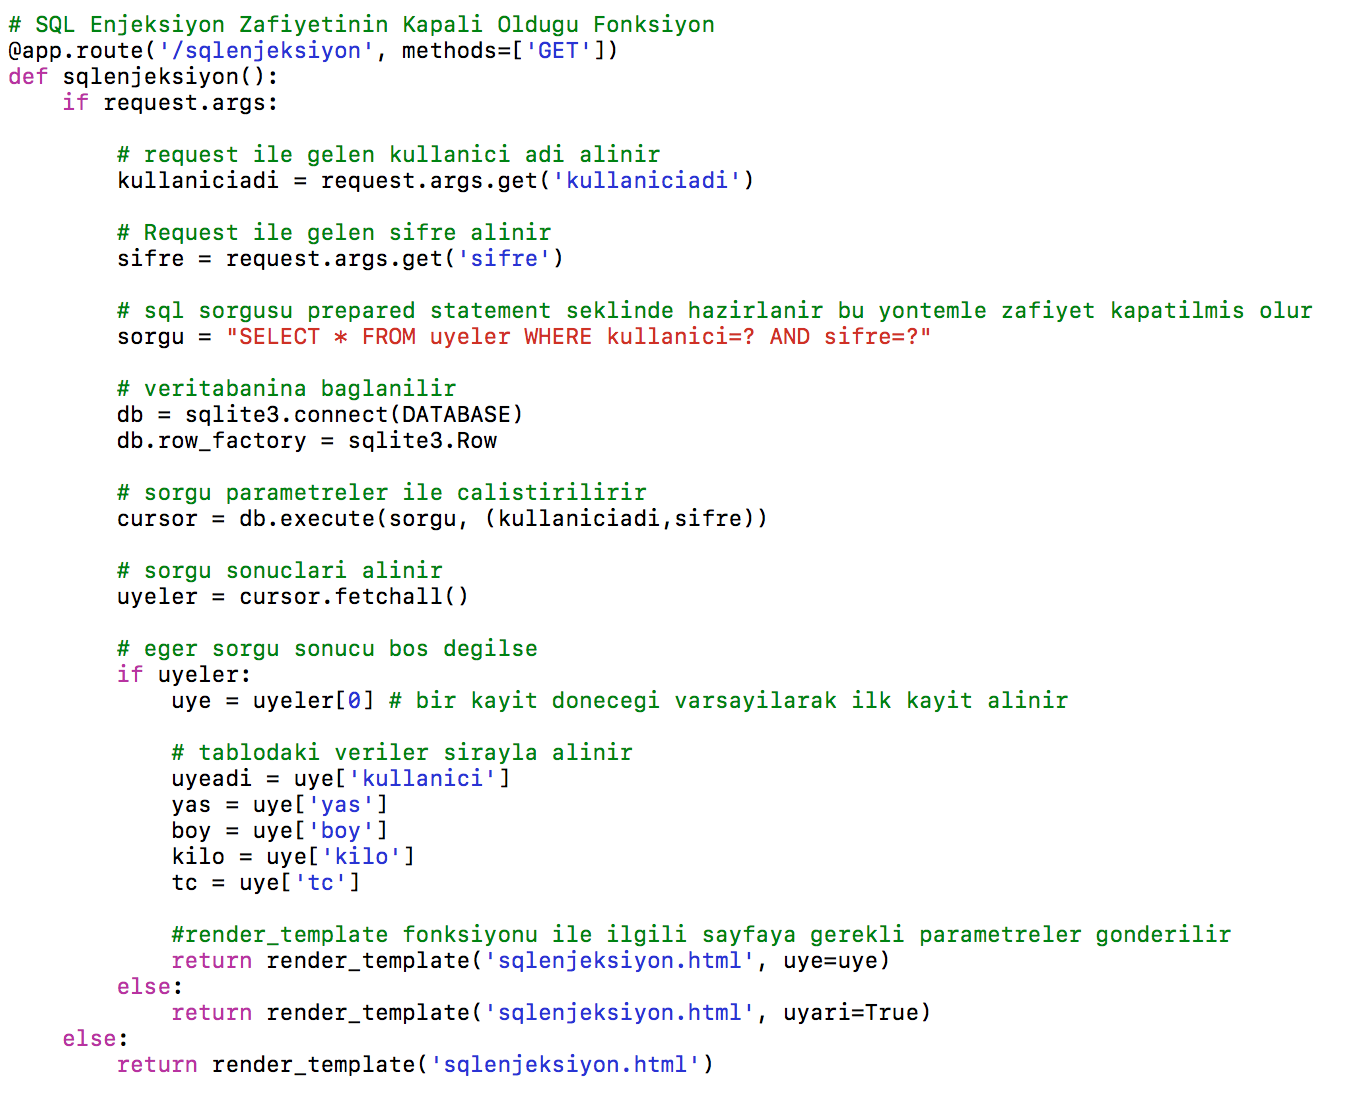 # SQL Enjeksiyon Zafiyetinin Kapali Oldugu Fonksiyon
@app.route('/sqlenjeksiyon', methods=['GET'])
def sqlenjeksiyon():
    if request.args:

        # request ile gelen kullanici adi alinir
        kullaniciadi = request.args.get('kullaniciadi')

        # Request ile gelen sifre alinir
        sifre = request.args.get('sifre')

        # sql sorgusu prepared statement seklinde hazirlanir bu yontemle zafiyet kapatilmis olur
        sorgu = "SELECT * FROM uyeler WHERE kullanici=? AND sifre=?"

        # veritabanina baglanilir
        db = sqlite3.connect(DATABASE)
        db.row_factory = sqlite3.Row

        # sorgu parametreler ile calistirilirir
        cursor = db.execute(sorgu, (kullaniciadi,sifre))

        # sorgu sonuclari alinir
        uyeler = cursor.fetchall()

        # eger sorgu sonucu bos degilse
        if uyeler:
            uye = uyeler[0] # bir kayit donecegi varsayilarak ilk kayit alinir

            # tablodaki veriler sirayla alinir
            uyeadi = uye['kullanici']
            yas = uye['yas']
            boy = uye['boy']
            kilo = uye['kilo']
            tc = uye['tc']

            #render_template fonksiyonu ile ilgili sayfaya gerekli parametreler gonderilir
            return render_template('sqlenjeksiyon.html', uye=uye)
        else:
            return render_template('sqlenjeksiyon.html', uyari=True)
    else:
        return render_template('sqlenjeksiyon.html')